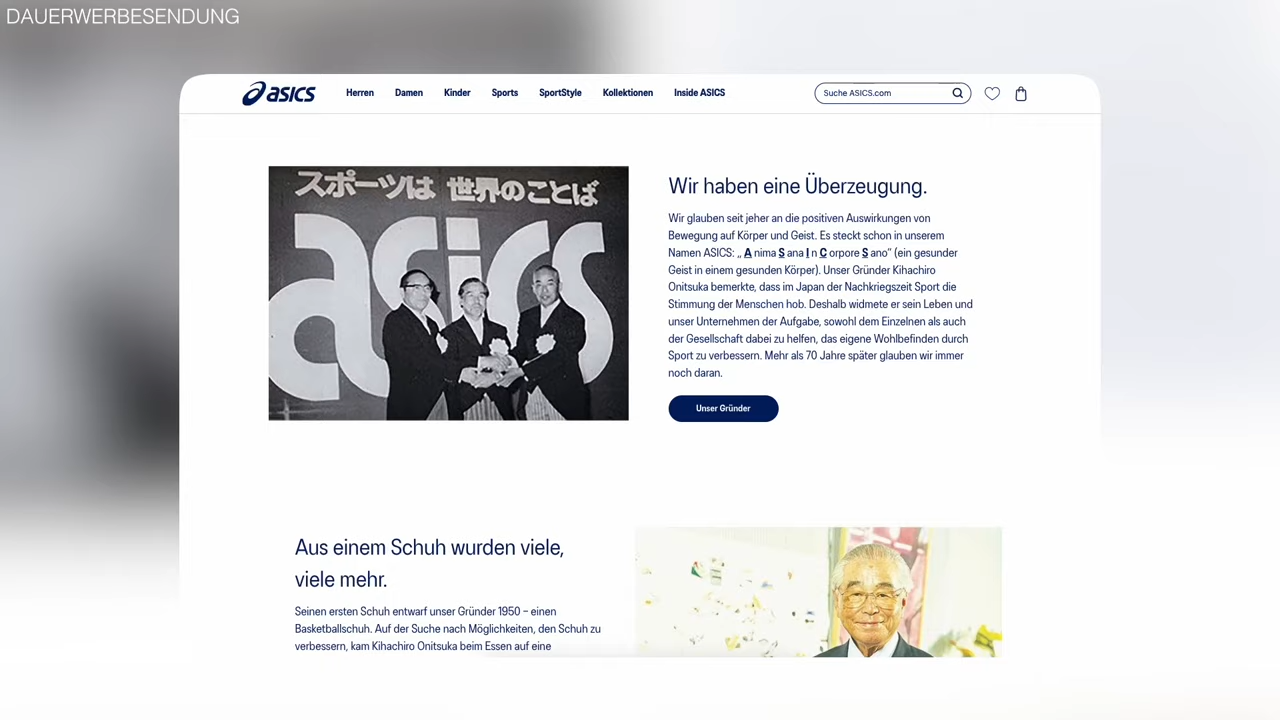 DAUERWERBESENDUNG
asics
Herren Damen Kinder Sports SportStyle Kollektionen Inside ASICS
Suche ASICS.com
スポーツは 世界のことば
asics
Wir haben eine Überzeugung.
Wir glauben seit jeher an die positiven Auswirkungen von
Bewegung auf Körper und Geist. Es steckt schon in unserem
Namen ASICS: „ A nima S ana I n C orpore S ano“ (ein gesunder
Geist in einem gesunden Körper). Unser Gründer Kihachiro
Onitsuka bemerkte, dass im Japan der Nachkriegszeit Sport die
Stimmung der Menschen hob. Deshalb widmete er sein Leben und
unser Unternehmen der Aufgabe, sowohl dem Einzelnen als auch
der Gesellschaft dabei zu helfen, das eigene Wohlbefinden durch
Sport zu verbessern. Mehr als 70 Jahre später glauben wir immer
noch daran.
Unser Gründer
Aus einem Schuh wurden viele,
viele mehr.
Seinen ersten Schuh entwarf unser Gründer 1950 – einen
Basketballschuh. Auf der Suche nach Möglichkeiten, den Schuh zu
verbessern, kam Kihachiro Onitsuka beim Essen auf eine